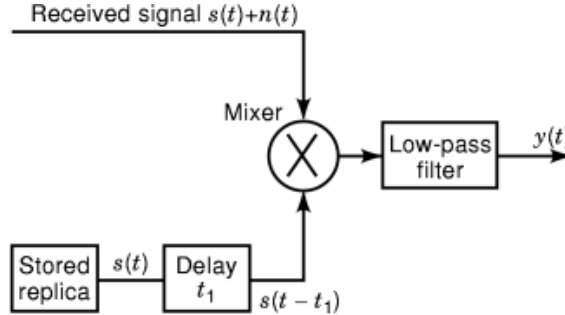 Received signal s(t)+n(t)
Mixer
Low-pass
filter
y(t)
Stored
replica
s(t)
Delay
t₁
s(t − t₁)